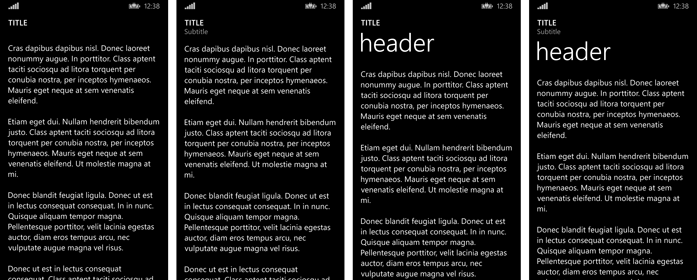 12:38
TITLE
Cras dapibus dapibus nisl. Donec laoreet
nonummy augue. In porttitor. Class aptent
taciti sociosqu ad litora torquent per
conubia nostra, per inceptos hymenaeos.
Mauris eget neque at sem venenatis
eleifend.
Etiam eget dui. Nullam hendrerit bibendum
justo. Class aptent taciti sociosqu ad litora
torquent per conubia nostra, per inceptos
hymenaeos. Mauris eget neque at sem
venenatis eleifend. Ut molestie magna at
mi.
Donec blandit feugiat ligula. Donec ut est
in lectus consequat consequat. In in nunc.
Quisque aliquam tempor magna.
Pellentesque porttitor, velit lacinia egestas
auctor, diam eros tempus arcu, nec
vulputate augue magna vel risus.
Donec ut est in lectus consequat
consequat. Class aptent taciti sociosqu ad
12:38
TITLE
Subtitle
Cras dapibus dapibus nisl. Donec laoreet
nonummy augue. In porttitor. Class aptent
taciti sociosqu ad litora torquent per
conubia nostra, per inceptos hymenaeos.
Mauris eget neque at sem venenatis
eleifend.
Etiam eget dui. Nullam hendrerit bibendum
justo. Class aptent taciti sociosqu ad litora
torquent per conubia nostra, per inceptos
hymenaeos. Mauris eget neque at sem
venenatis eleifend. Ut molestie magna at
mi.
Donec blandit feugiat ligula. Donec ut est
in lectus consequat consequat. In in nunc.
Quisque aliquam tempor magna.
Pellentesque porttitor, velit lacinia egestas
auctor, diam eros tempus arcu, nec
vulputate augue magna vel risus.
Donec ut est in lectus consequat
consequat. Class aptent taciti sociosqu ad
12:38
TITLE
header
Cras dapibus dapibus nisl. Donec laoreet
nonummy augue. In porttitor. Class aptent
taciti sociosqu ad litora torquent per
conubia nostra, per inceptos hymenaeos.
Mauris eget neque at sem venenatis
eleifend.
Etiam eget dui. Nullam hendrerit bibendum
justo. Class aptent taciti sociosqu ad litora
torquent per conubia nostra, per inceptos
hymenaeos. Mauris eget neque at sem
venenatis eleifend. Ut molestie magna at
mi.
Donec blandit feugiat ligula. Donec ut est
in lectus consequat consequat. In in nunc.
Quisque aliquam tempor magna.
Pellentesque porttitor, velit lacinia egestas
auctor, diam eros tempus arcu, nec
vulputate augue magna vel risus.
12:38
TITLE
Subtitle
header
Cras dapibus dapibus nisl. Donec laoreet
nonummy augue. In porttitor. Class aptent
taciti sociosqu ad litora torquent per
conubia nostra, per inceptos hymenaeos.
Mauris eget neque at sem venenatis
eleifend.
Etiam eget dui. Nullam hendrerit bibendum
justo. Class aptent taciti sociosqu ad litora
torquent per conubia nostra, per inceptos
hymenaeos. Mauris eget neque at sem
venenatis eleifend. Ut molestie magna at
mi.
Donec blandit feugiat ligula. Donec ut est
in lectus consequat consequat. In in nunc.
Quisque aliquam tempor magna.
Pellentesque porttitor, velit lacinia egestas
auctor, diam eros tempus arcu, nec